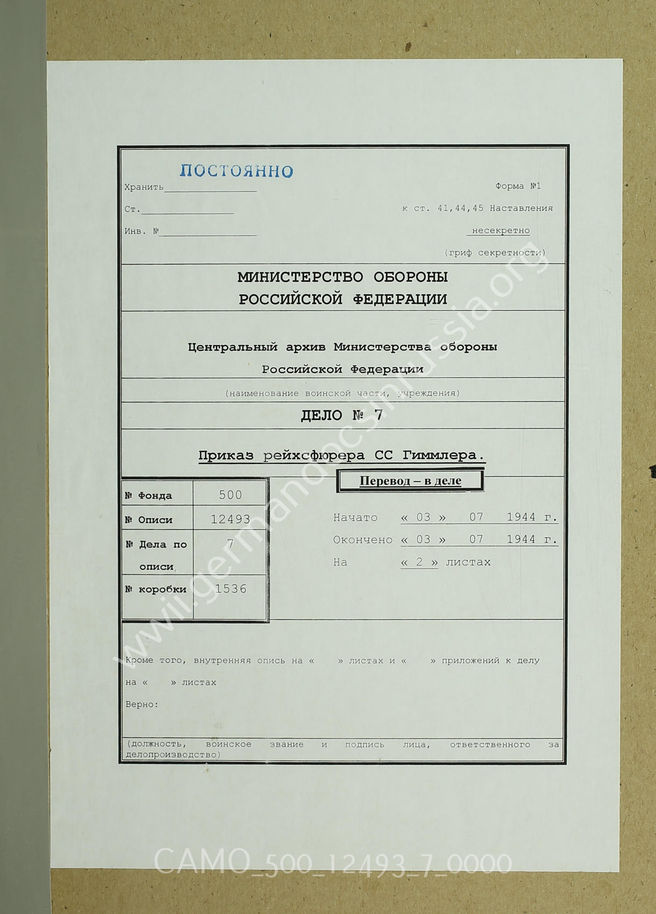 ПОСТОЯННО
Хранить
Форма №1
Ст.
к ст. 41,44,45 Наставления
Инв. №
несекретно
(гриф секретности)
МИНИСТЕРСТВО ОБОРОНЫ
РОССИЙСКОЙ ФЕДЕРАЦИИ
Центральный архив Министерства обороны
Российской Федерации
(наименование воинской части, учреждения)
ДЕЛО № 7
Приказ рейхсфюрера СС Гиммлера.
Перевод – в деле
№ Фонда 500
№ Описи 12493
№ Дела по описи 7
№ коробки 1536
Начато « 03 » 07 1944 г.
Окончено « 03 » 07 1944 г.
На « 2 » листах
Кроме того, внутренняя опись на « » листах и « » приложений к делу
на « » листах
Верно:
(должность, воинское звание и подпись лица, ответственного за
делопроизводство)
www.germandocsinrussia.org
CAMO_500_12493_7_0000